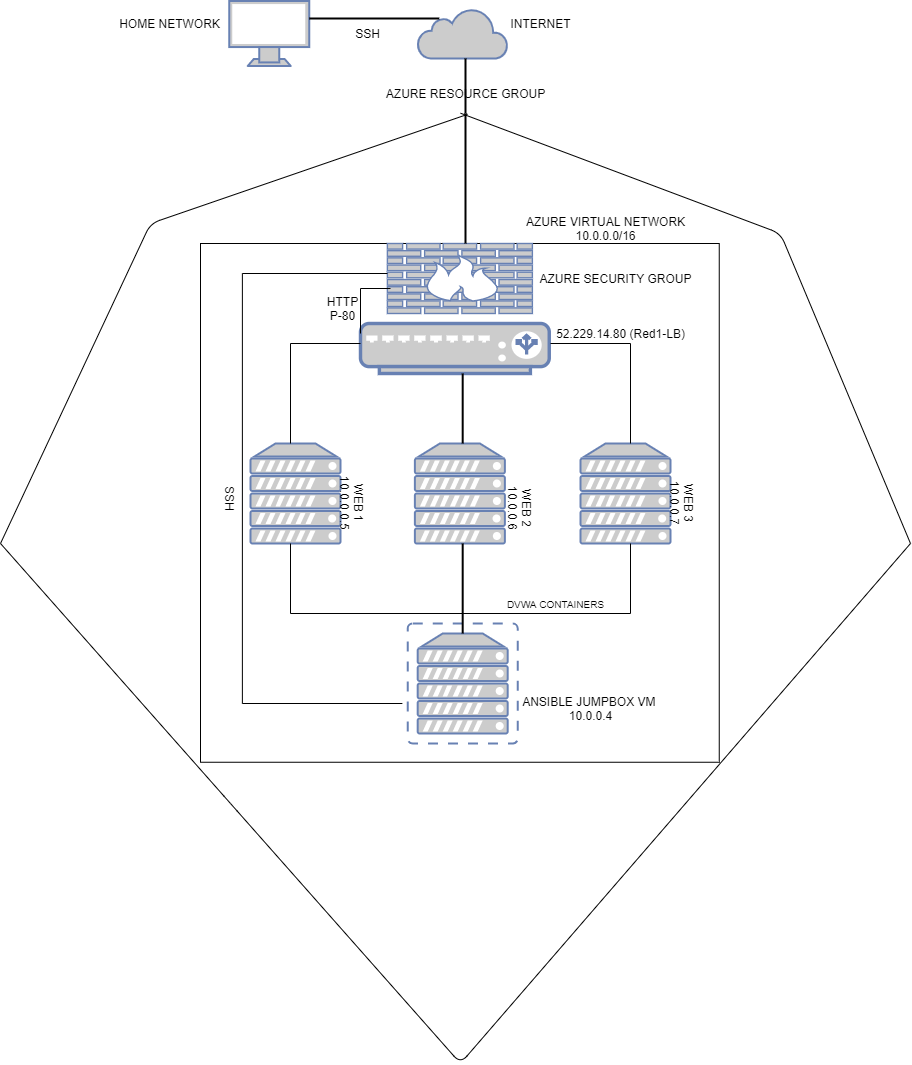 HOME NETWORK
SSH
INTERNET
AZURE RESOURCE GROUP
AZURE VIRTUAL NETWORK
10.0.0.0/16
AZURE SECURITY GROUP
HTTP
P-80
52.229.14.80 (Red1-LB)
SSH
WEB 1
10.0.0.5
WEB 2
10.0.0.6
WEB 3
10.0.0.7
DVWA CONTAINERS
ANSIBLE JUMPBOX VM
10.0.0.4